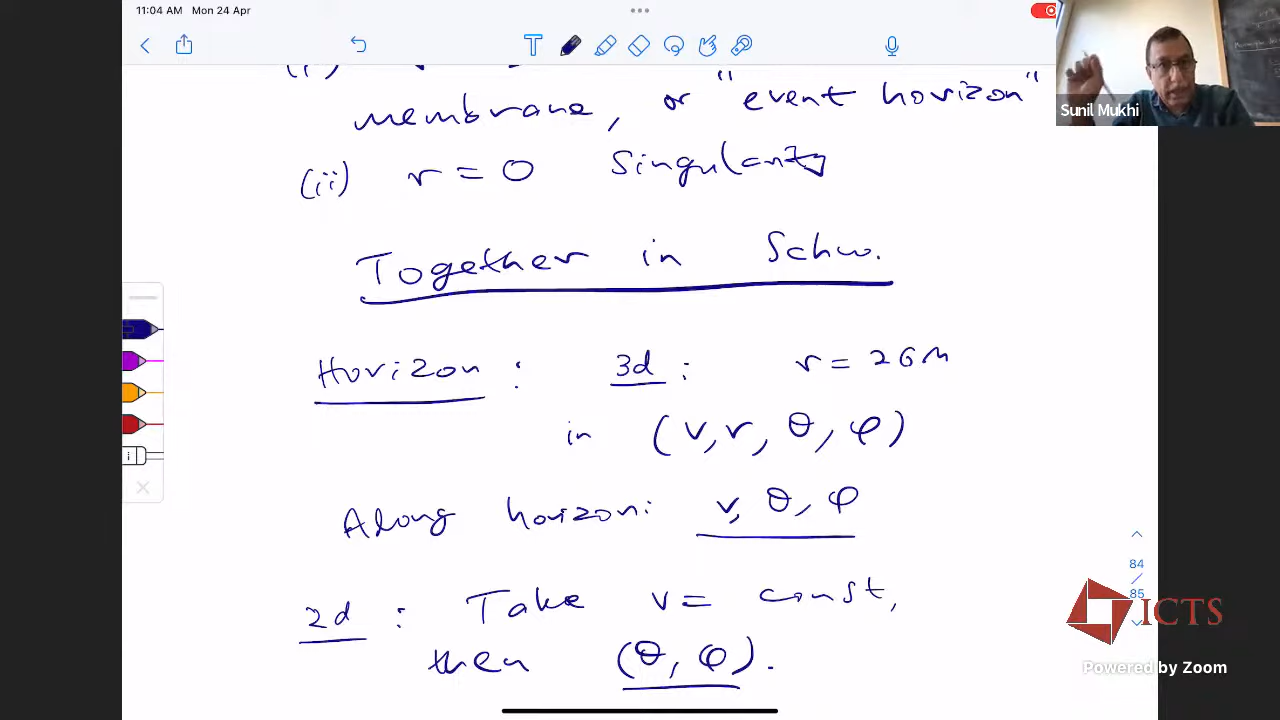 11:04 AM Mon 24 Apr
membrane, or "event horizon"
Sunil Mukhi
(ii) r = 0 Singularity
Together in Schw.
Horizon : 3d : r = 2GM
in (v, r, θ, φ)
Along horizon: v, θ, φ
84
/
85
2d : Take v = const,
then (θ, φ).
ICTS
Powered by Zoom